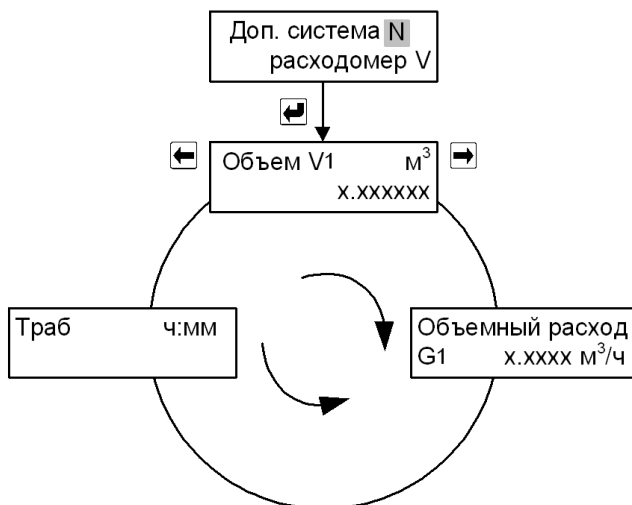 Доп. система N
расходомер V
Объем V1 м³
x.xxxxxx
Траб ч:мм
Объемный расход
G1 x.xxxx м³/ч